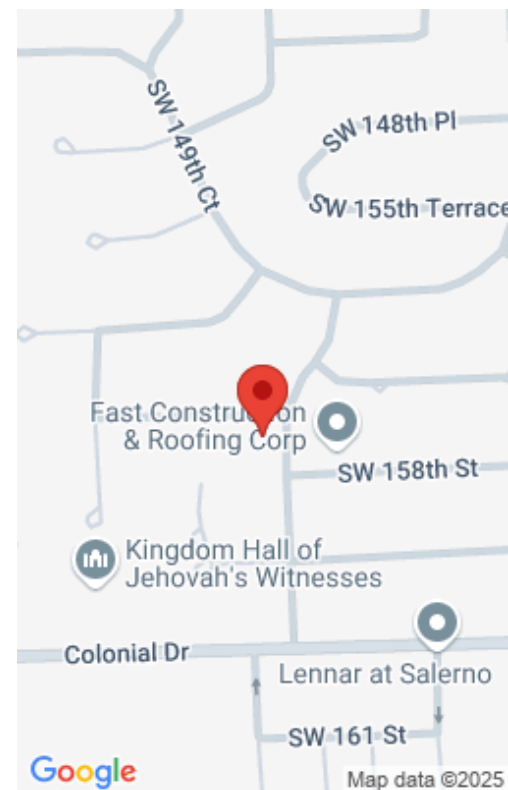 SW 149th Ct
SW 148th Pl
SW 155th Terrace
Fast Construction
& Roofing Corp
SW 158th St
Kingdom Hall of
Jehovah's Witnesses
Colonial Dr
Lennar at Salerno
SW 161 St
Google
Map data ©2025